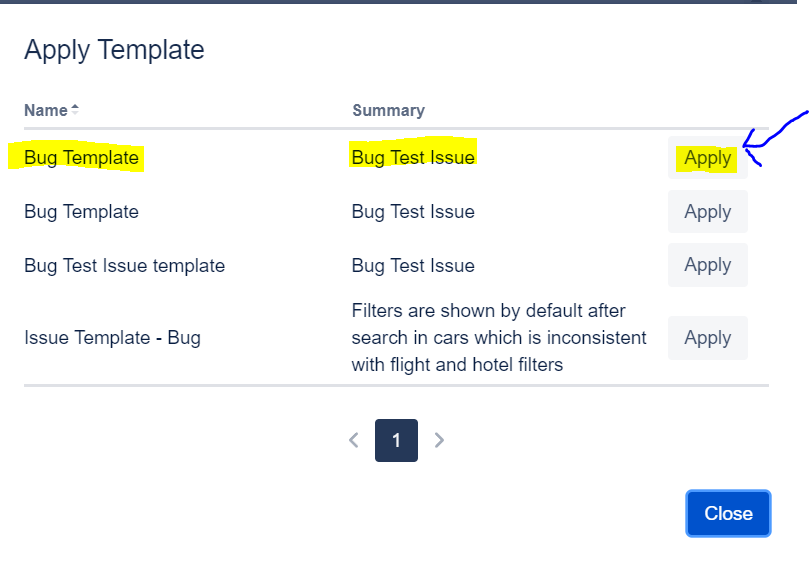 Apply Template
Name Summary
Bug Template Bug Test Issue Apply
Bug Template Bug Test Issue Apply
Bug Test Issue template Bug Test Issue Apply
Filters are shown by default after
Issue Template - Bug search in cars which is inconsistent Apply
with flight and hotel filters
1
Close